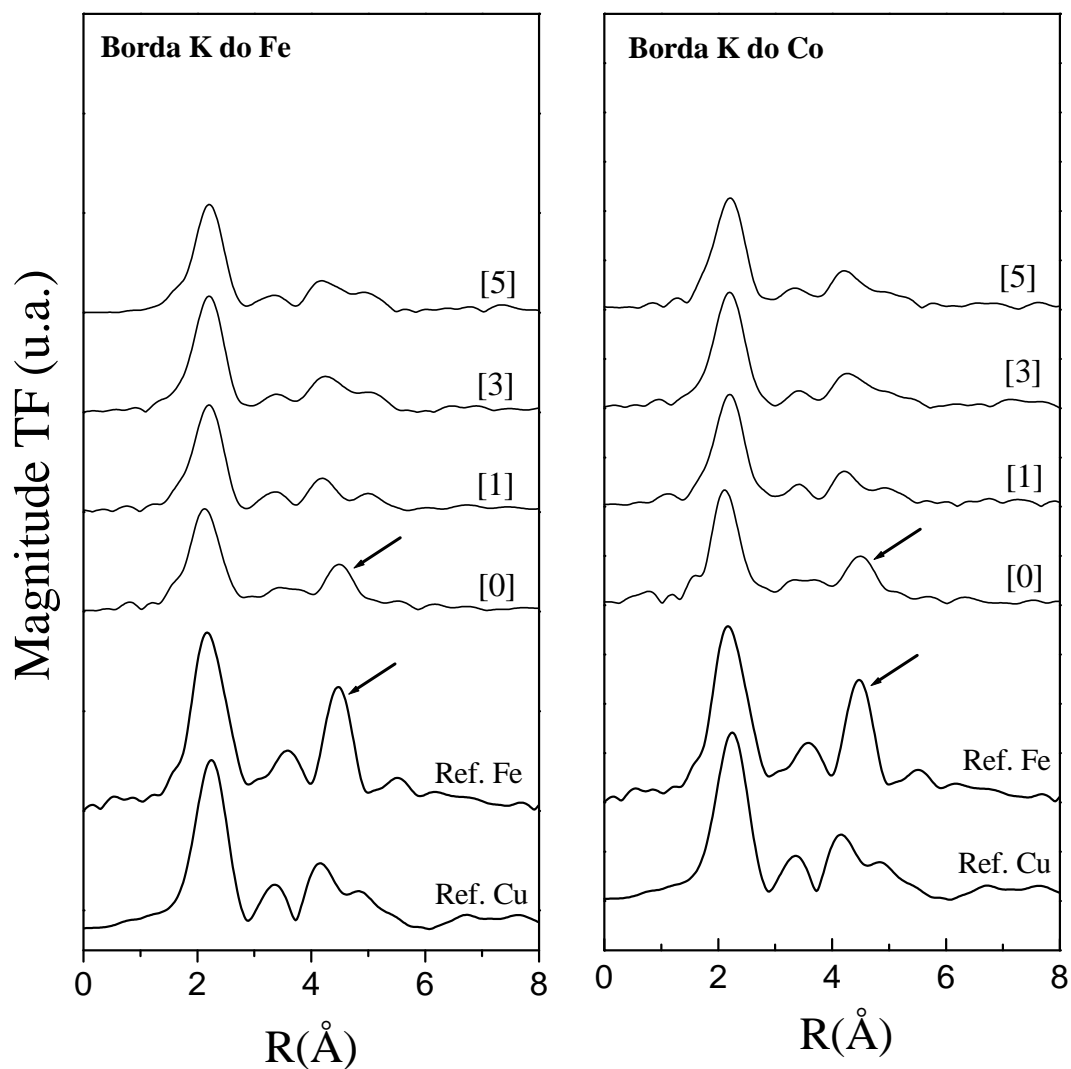 Magnitude TF (u.a.)
Borda K do Fe
[5]
[3]
[1]
[0]
Ref. Fe
Ref. Cu
0 2 4 6 8
R(Å)
Borda K do Co
[5]
[3]
[1]
[0]
Ref. Fe
Ref. Cu
0 2 4 6 8
R(Å)